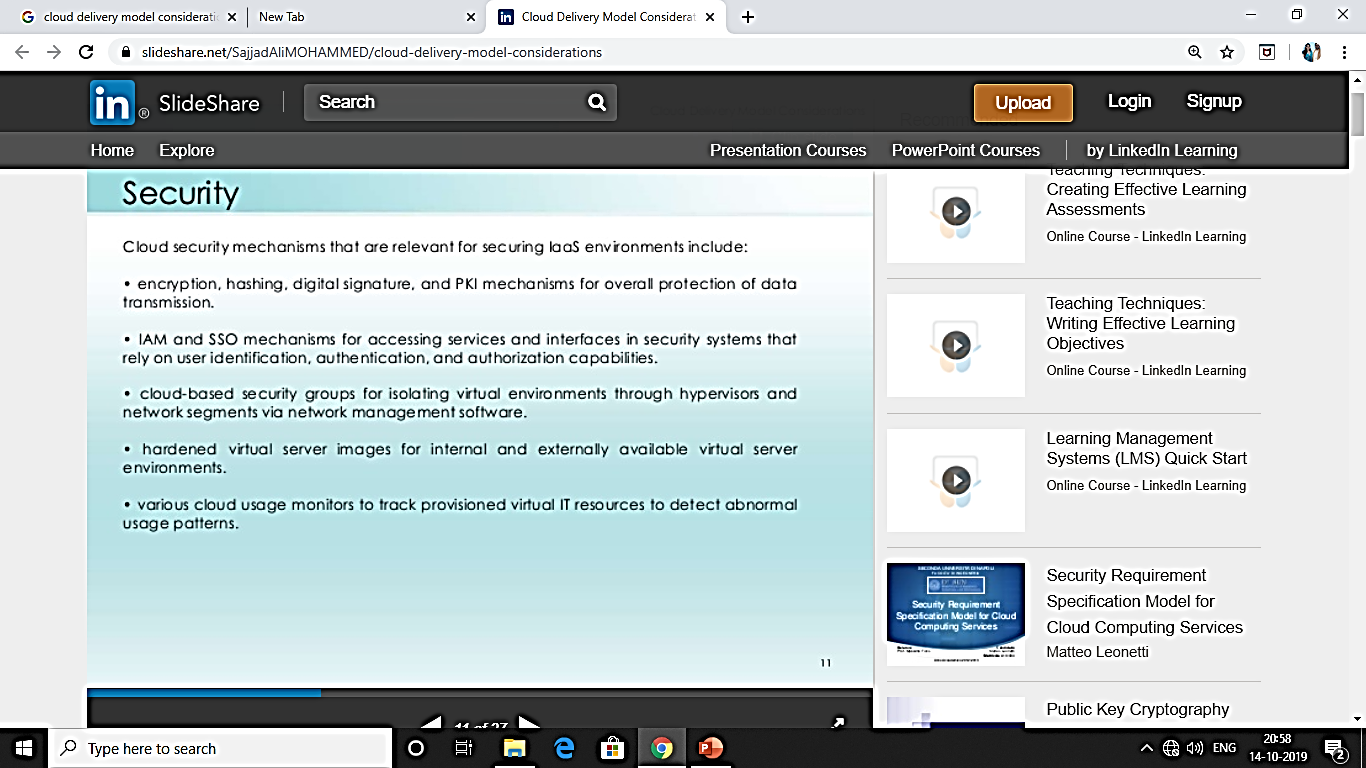 cloud delivery model considerati
New Tab
Cloud Delivery Model Considerat
slideshare.net/SajjadAliMOHAMMED/cloud-delivery-model-considerations
in® SlideShare
Search
Upload
Login
Signup
Home
Explore
Presentation Courses
PowerPoint Courses
by LinkedIn Learning
Security
Cloud security mechanisms that are relevant for securing IaaS environments include:
• encryption, hashing, digital signature, and PKI mechanisms for overall protection of data
transmission.
• IAM and SSO mechanisms for accessing services and interfaces in security systems that
rely on user identification, authentication, and authorization capabilities.
• cloud-based security groups for isolating virtual environments through hypervisors and
network segments via network management software.
• hardened virtual server images for internal and externally available virtual server
environments.
• various cloud usage monitors to track provisioned virtual IT resources to detect abnormal
usage patterns.
11
11 of 27
Teaching Techniques:
Creating Effective Learning
Assessments
Online Course - LinkedIn Learning
Teaching Techniques:
Writing Effective Learning
Objectives
Online Course - LinkedIn Learning
Learning Management
Systems (LMS) Quick Start
Online Course - LinkedIn Learning
Security Requirement
Specification Model for Cloud
Computing Services
Security Requirement
Specification Model for
Cloud Computing Services
Matteo Leonetti
Public Key Cryptography
Type here to search
ENG
20:58
14-10-2019
2